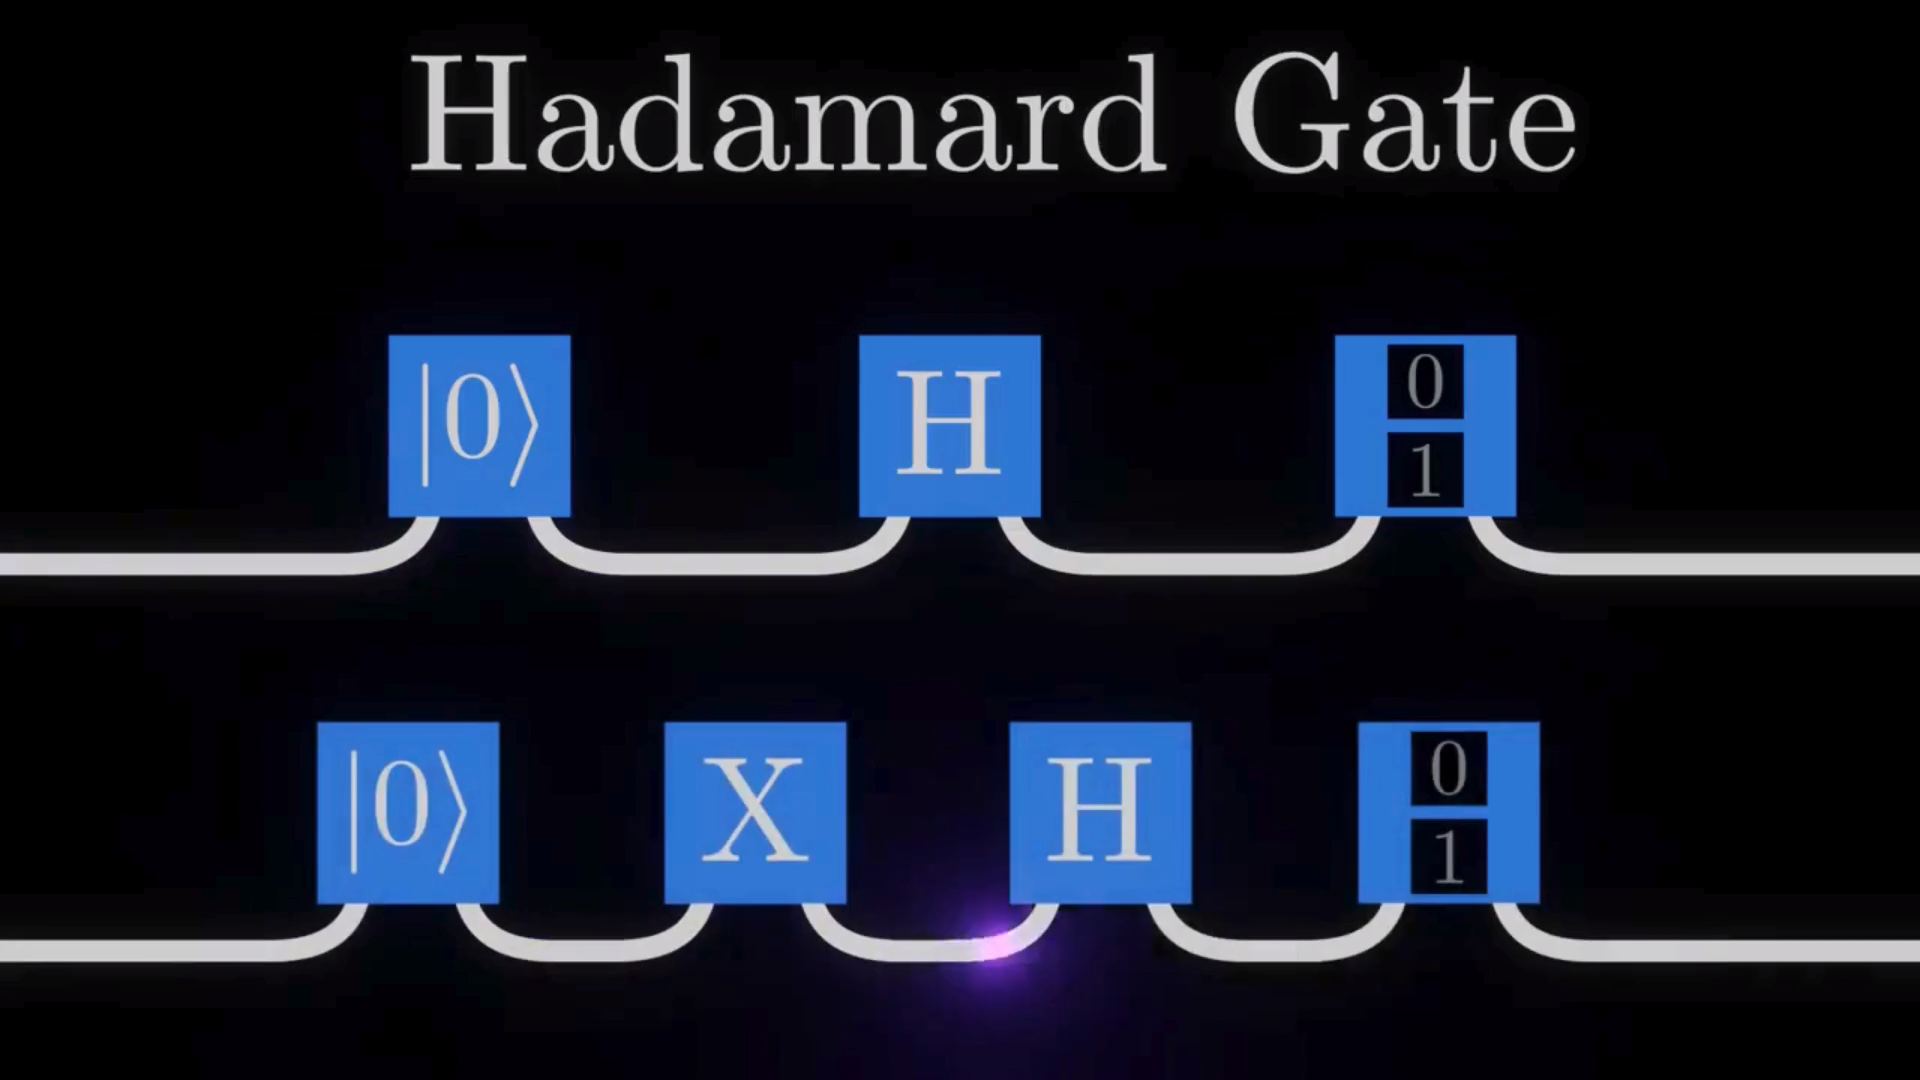 Hadamard Gate
|0⟩ H 0
1
|0⟩ X H 0
1